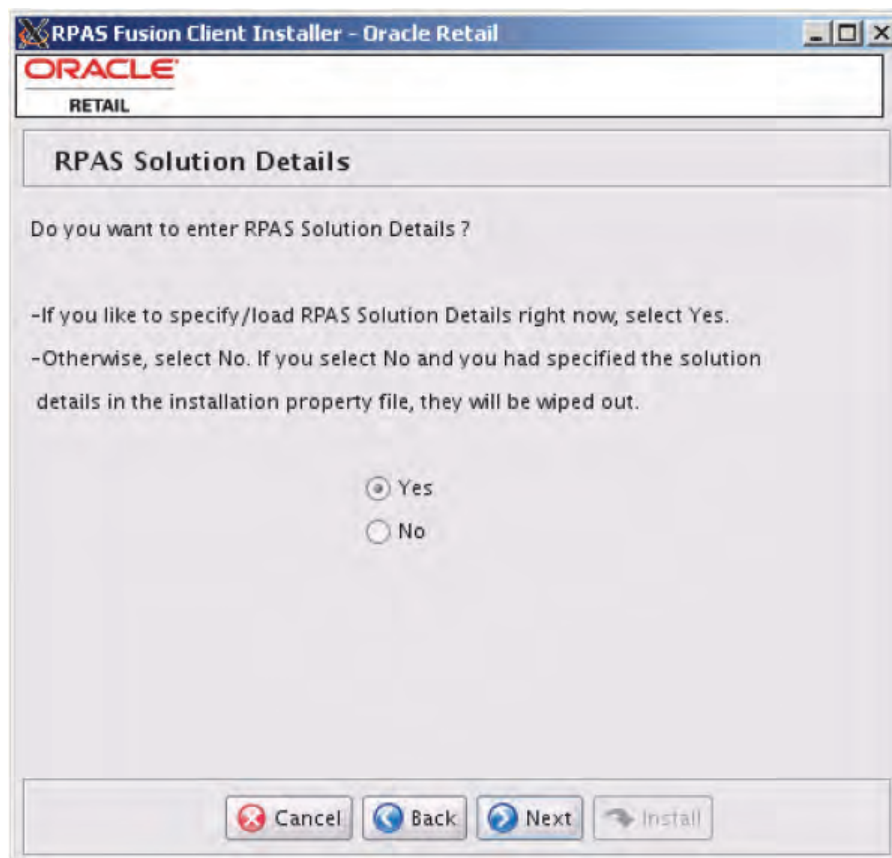 RPAS Fusion Client Installer - Oracle Retail
ORACLE
RETAIL
RPAS Solution Details
Do you want to enter RPAS Solution Details ?
-If you like to specify/load RPAS Solution Details right now, select Yes.
-Otherwise, select No. If you select No and you had specified the solution
details in the installation property file, they will be wiped out.
Yes
No
Cancel Back Next Install